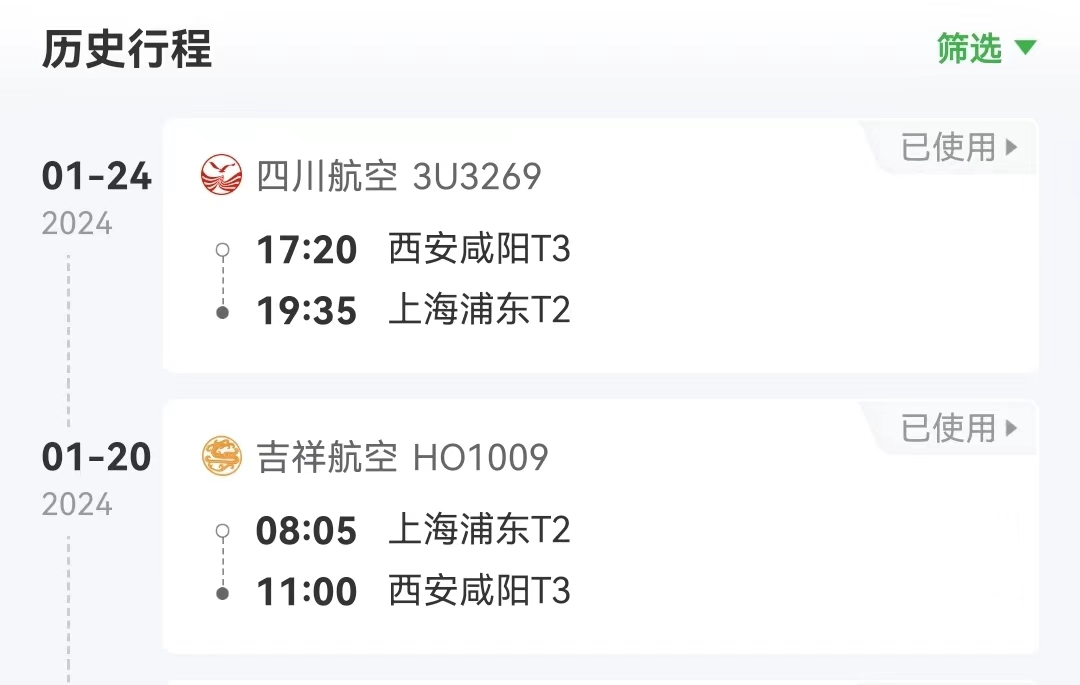 历史行程
筛选
01-24
2024
四川航空 3U3269
已使用
17:20 西安咸阳T3
19:35 上海浦东T2
01-20
2024
吉祥航空 HO1009
已使用
08:05 上海浦东T2
11:00 西安咸阳T3